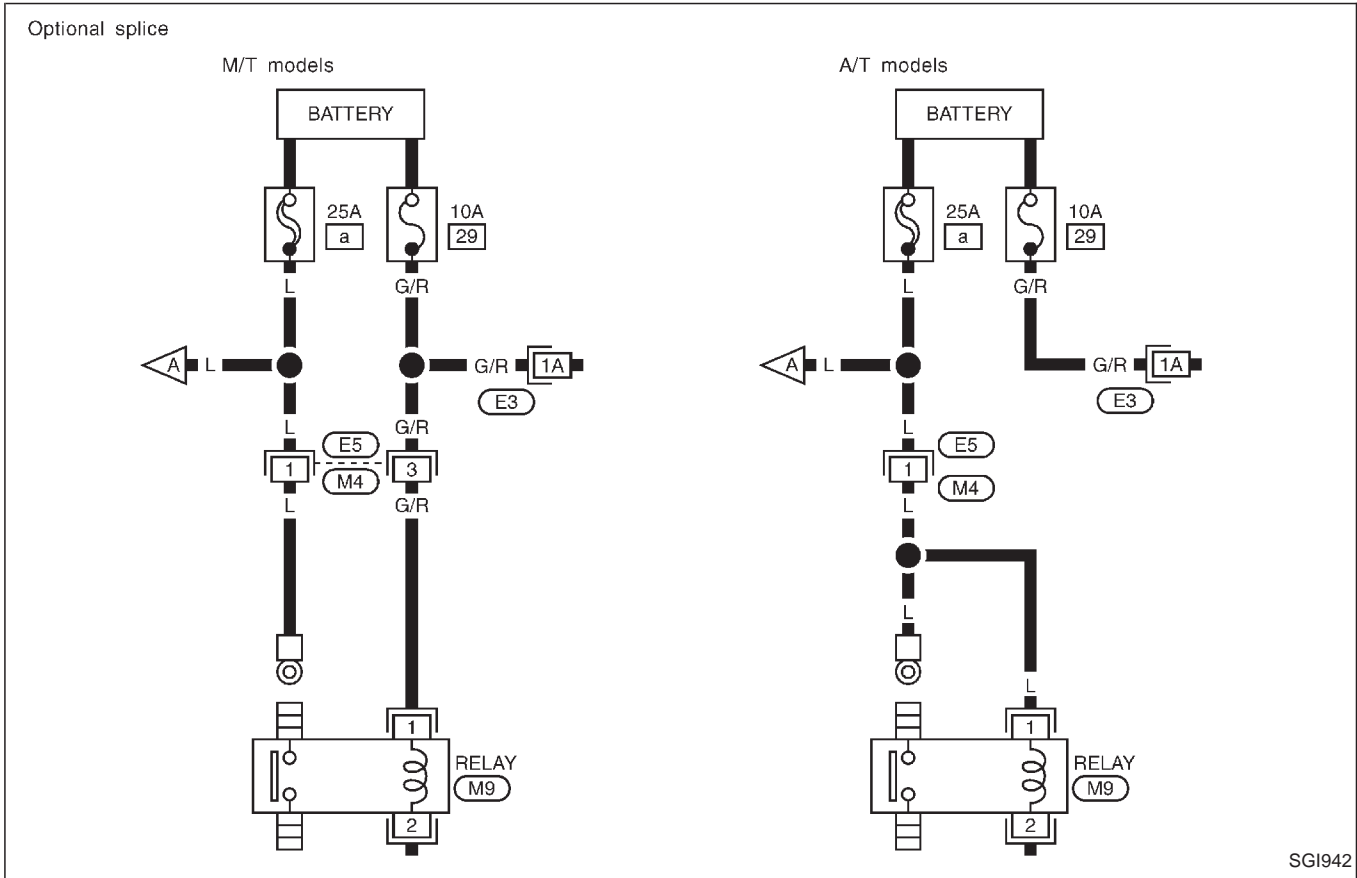 Optional splice
M/T models
BATTERY
25A
a
10A
29
L
G/R
A
L
G/R
1A
E3
L
G/R
E5
1
3
M4
L
G/R
1
RELAY
M9
2
A/T models
BATTERY
25A
a
10A
29
L
G/R
A
L
G/R
1A
E3
L
E5
1
M4
L
L
L
1
RELAY
M9
2
SGI942